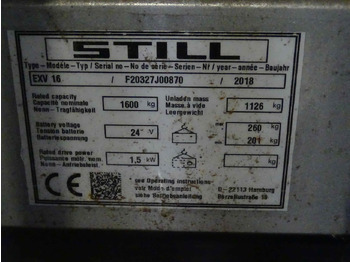 STILL
Type - Modèle - Typ / Serial no - No de série - Serien - Nr / year - année - Baujahr
EXV 16 / F20327J00870 / 2018
Rated capacity
Capacité nominale
Nenn - Tragfähigkeit
1600 kg
Unladen mass
Masse à vide
Leergewicht
1126 kg
Battery voltage
Tension batterie
Batteriespannung
24 V
260 kg
201 kg
Rated drive power
Puissance motr. nom.
Nenn - Antriebsleist.
1,5 kW
CE
see Operating instructions
voir Mode d'emploi
siehe Betriebsanleitung
D - 22113 Hamburg
Berzeliusstraße 10